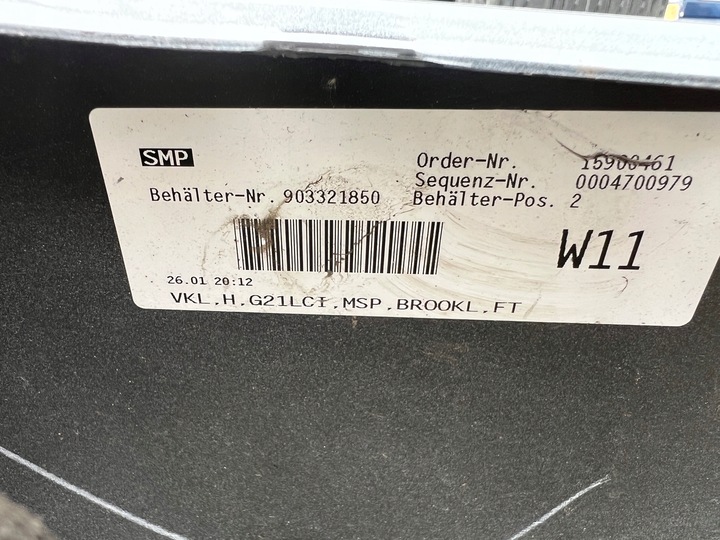 SMP
Order-Nr. 15900461
Sequenz-Nr. 0004700979
Behälter-Nr. 903321850 Behälter-Pos. 2
W11
26.01 20:12
VKL,H,G21LCI,MSP,BROOKL,FT